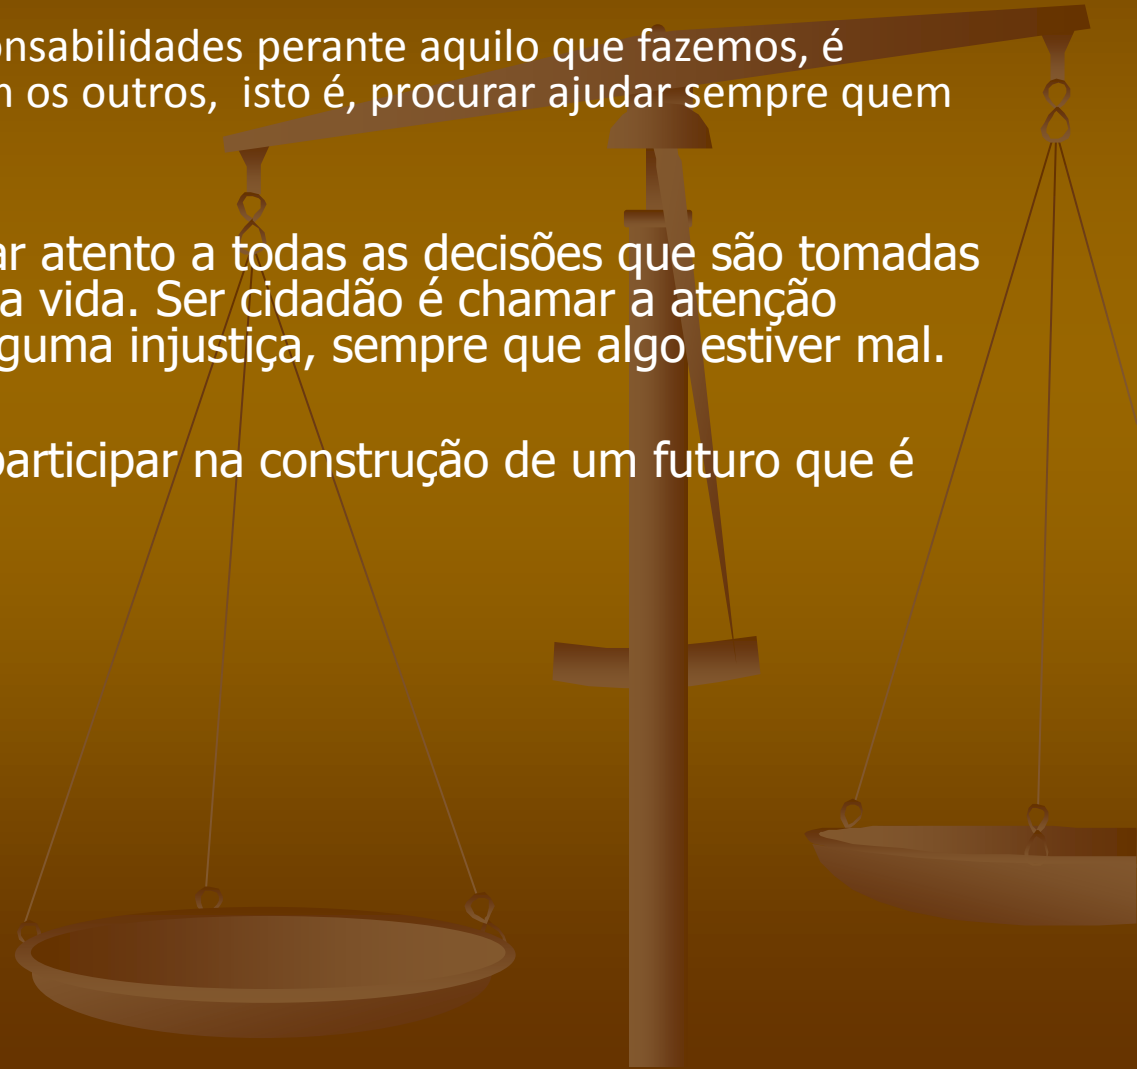 onsabilidades perante aquilo que fazemos, é
m os outros, isto é, procurar ajudar sempre quem
ar atento a todas as decisões que são tomadas
a vida. Ser cidadão é chamar a atenção
guma injustiça, sempre que algo estiver mal.
participar na construção de um futuro que é